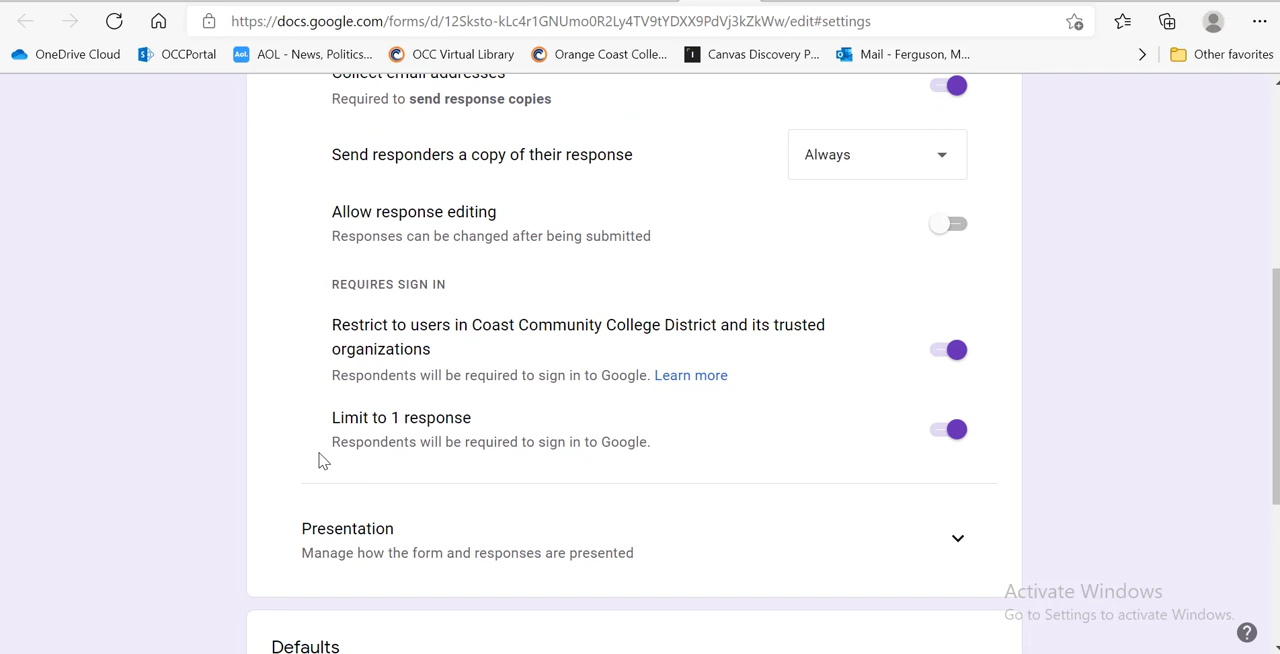 https://docs.google.com/forms/d/12Sksto-kLc4r1GNUmo0R2Ly4TV9tYDXX9PdVj3kZkWw/edit#settings
OneDrive Cloud
OCCPortal
Aol.
AOL - News, Politics...
OCC Virtual Library
Orange Coast Colle...
Canvas Discovery P...
Mail - Ferguson, M...
Other favorites
Collect email addresses
Required to send response copies
Send responders a copy of their response
Always
Allow response editing
Responses can be changed after being submitted
REQUIRES SIGN IN
Restrict to users in Coast Community College District and its trusted
organizations
Respondents will be required to sign in to Google. Learn more
Limit to 1 response
Respondents will be required to sign in to Google.
Presentation
Manage how the form and responses are presented
Activate Windows
Go to Settings to activate Windows.
Defaults